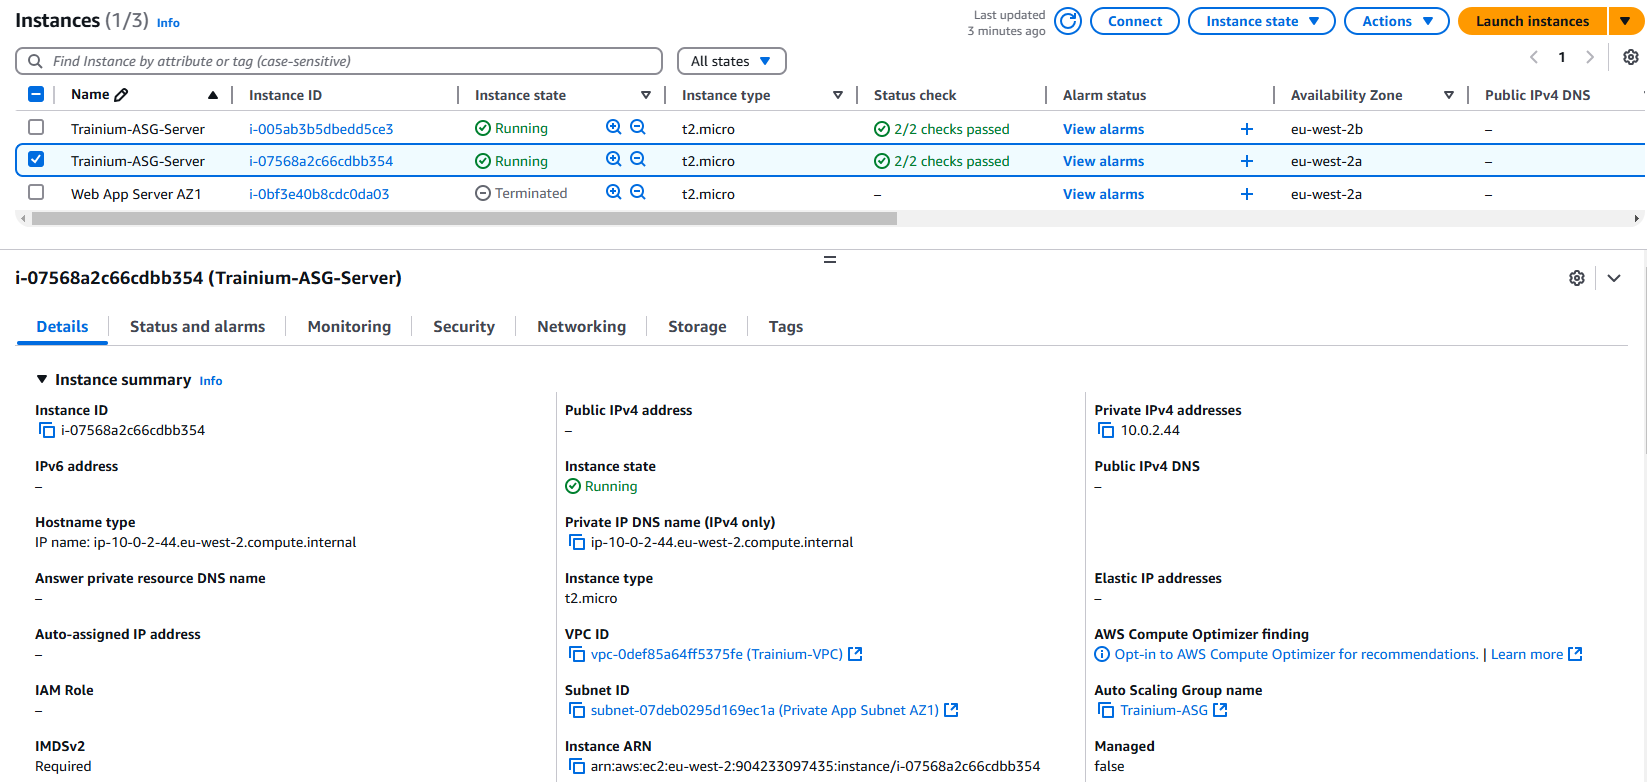 Instances (1/3) Info
Last updated
3 minutes ago
Connect
Instance state
Actions
Launch instances
Find Instance by attribute or tag (case-sensitive)
All states
1
Name Instance ID Instance state Instance type Status check Alarm status Availability Zone Public IPv4 DNS
Trainium-ASG-Server i-005ab3b5dbedd5ce3 Running t2.micro 2/2 checks passed View alarms + eu-west-2b –
Trainium-ASG-Server i-07568a2c66cdbb354 Running t2.micro 2/2 checks passed View alarms + eu-west-2a –
Web App Server AZ1 i-0bf3e40b8cdc0da03 Terminated t2.micro – View alarms + eu-west-2a –
i-07568a2c66cdbb354 (Trainium-ASG-Server)
Details Status and alarms Monitoring Security Networking Storage Tags
Instance summary Info
Instance ID
i-07568a2c66cdbb354
Public IPv4 address
–
Private IPv4 addresses
10.0.2.44
IPv6 address
–
Instance state
Running
Public IPv4 DNS
–
Hostname type
IP name: ip-10-0-2-44.eu-west-2.compute.internal
Private IP DNS name (IPv4 only)
ip-10-0-2-44.eu-west-2.compute.internal
Answer private resource DNS name
–
Instance type
t2.micro
Elastic IP addresses
–
Auto-assigned IP address
–
VPC ID
vpc-0def85a64ff5375fe (Trainium-VPC)
AWS Compute Optimizer finding
Opt-in to AWS Compute Optimizer for recommendations. | Learn more
IAM Role
–
Subnet ID
subnet-07deb0295d169ec1a (Private App Subnet AZ1)
Auto Scaling Group name
Trainium-ASG
IMDSv2
Required
Instance ARN
arn:aws:ec2:eu-west-2:904233097435:instance/i-07568a2c66cdbb354
Managed
false